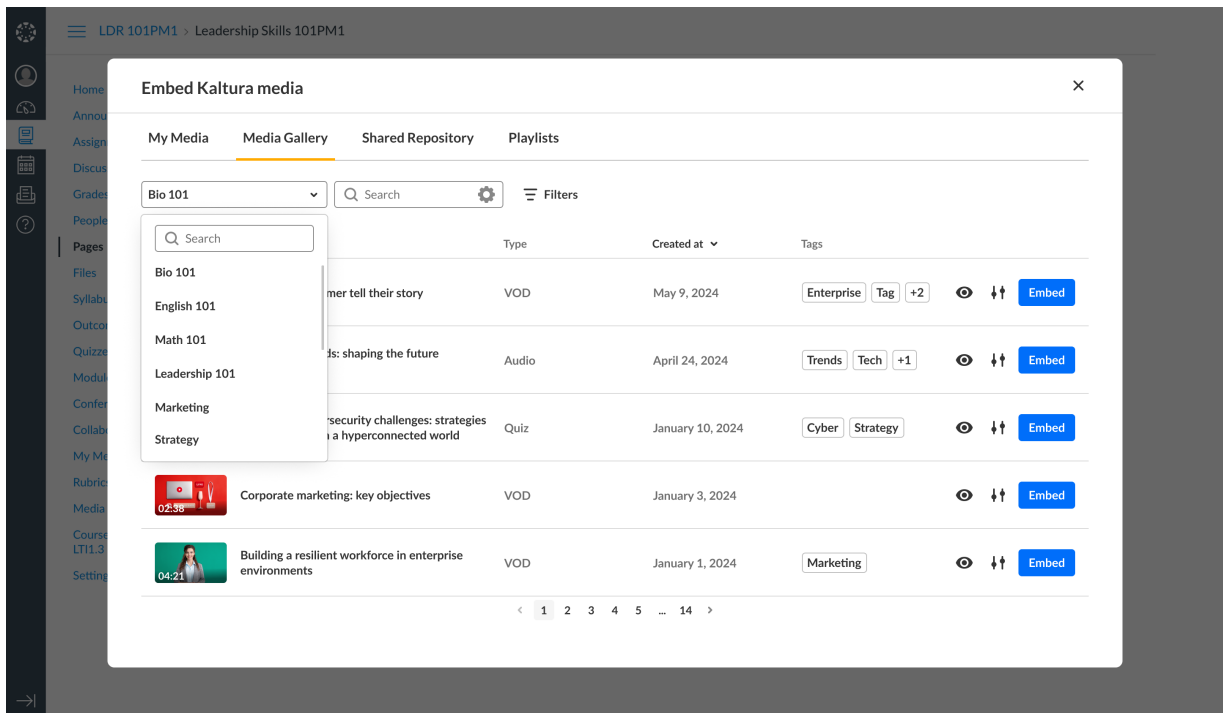 LDR 101PM1 > Leadership Skills 101PM1
Embed Kaltura media
Home
Announ
Assign
Discus
Grades
People
Pages
Files
Syllabu
Outco
Quizze
Modul
Confer
Collab
My Me
Rubric
Media
Course
LTI1.3
Setting
My Media
Media Gallery
Shared Repository
Playlists
Bio 101
Search
Filters
Search
Bio 101
English 101
Math 101
Leadership 101
Marketing
Strategy
Type
Created at
Tags
mer tell their story
VOD
May 9, 2024
Enterprise
Tag
+2
Embed
ds: shaping the future
Audio
April 24, 2024
Trends
Tech
+1
Embed
rsecurity challenges: strategies
a hyperconnected world
Quiz
January 10, 2024
Cyber
Strategy
Embed
02:38
Corporate marketing: key objectives
VOD
January 3, 2024
Embed
04:21
Building a resilient workforce in enterprise
environments
VOD
January 1, 2024
Marketing
Embed
< 1 2 3 4 5 ... 14 >